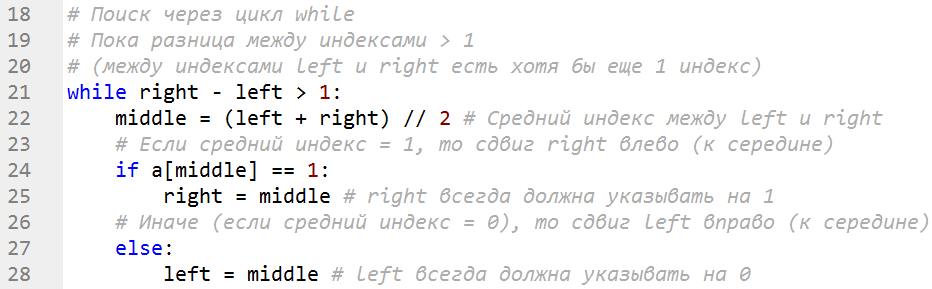 18 # Поиск через цикл while
19 # Пока разница между индексами > 1
20 # (между индексами left и right есть хотя бы еще 1 индекс)
21 while right - left > 1:
22     middle = (left + right) // 2 # Средний индекс между left и right
23     # Если средний индекс = 1, то сдвиг right влево (к середине)
24     if a[middle] == 1:
25         right = middle # right всегда должна указывать на 1
26     # Иначе (если средний индекс = 0), то сдвиг left вправо (к середине)
27     else:
28         left = middle # left всегда должна указывать на 0